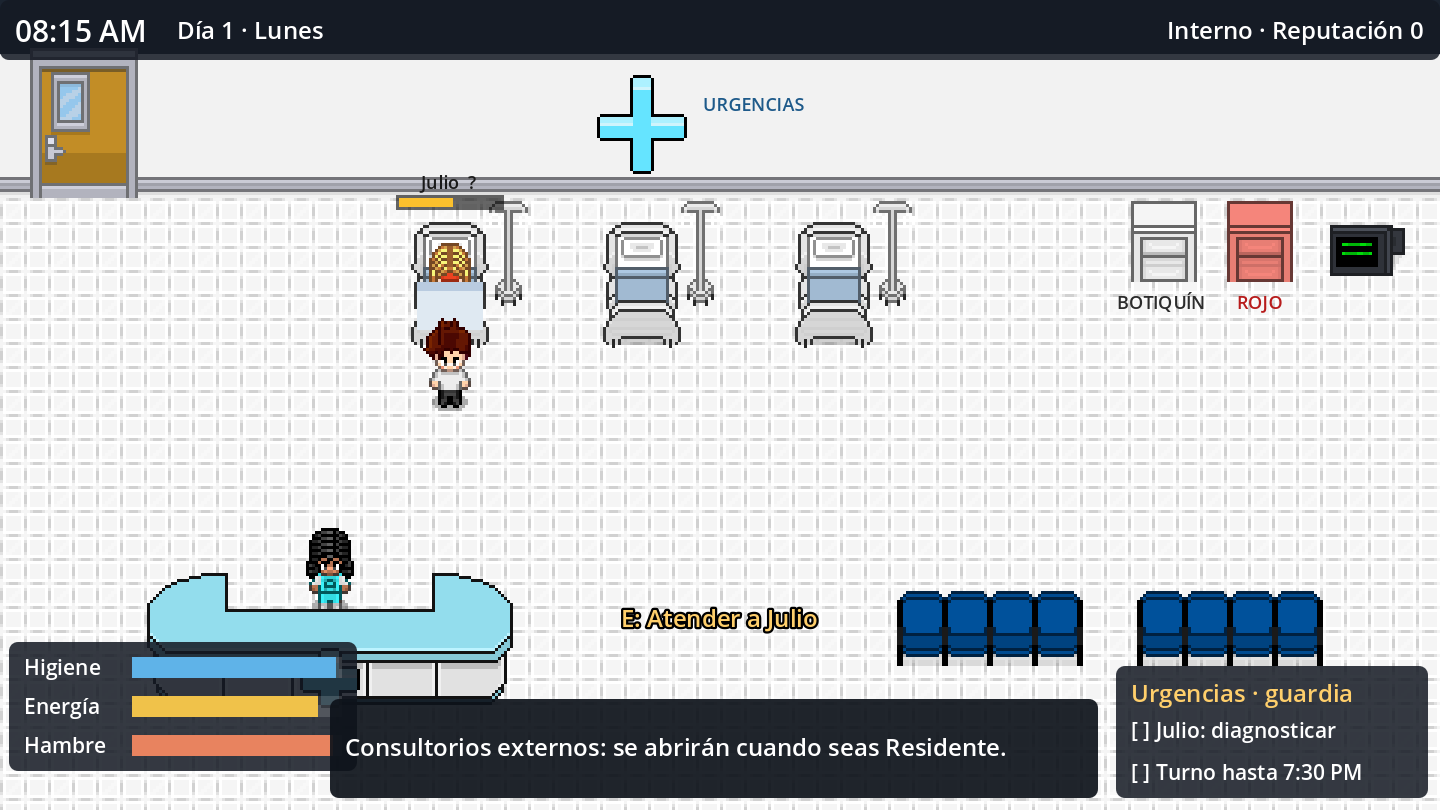 08:15 AM Día 1 · Lunes Interno · Reputación 0
URGENCIAS
Julio ?
BOTIQUÍN ROJO
E: Atender a Julio
Higiene
Energía
Hambre
Consultorios externos: se abrirán cuando seas Residente.
Urgencias · guardia
[ ] Julio: diagnosticar
[ ] Turno hasta 7:30 PM